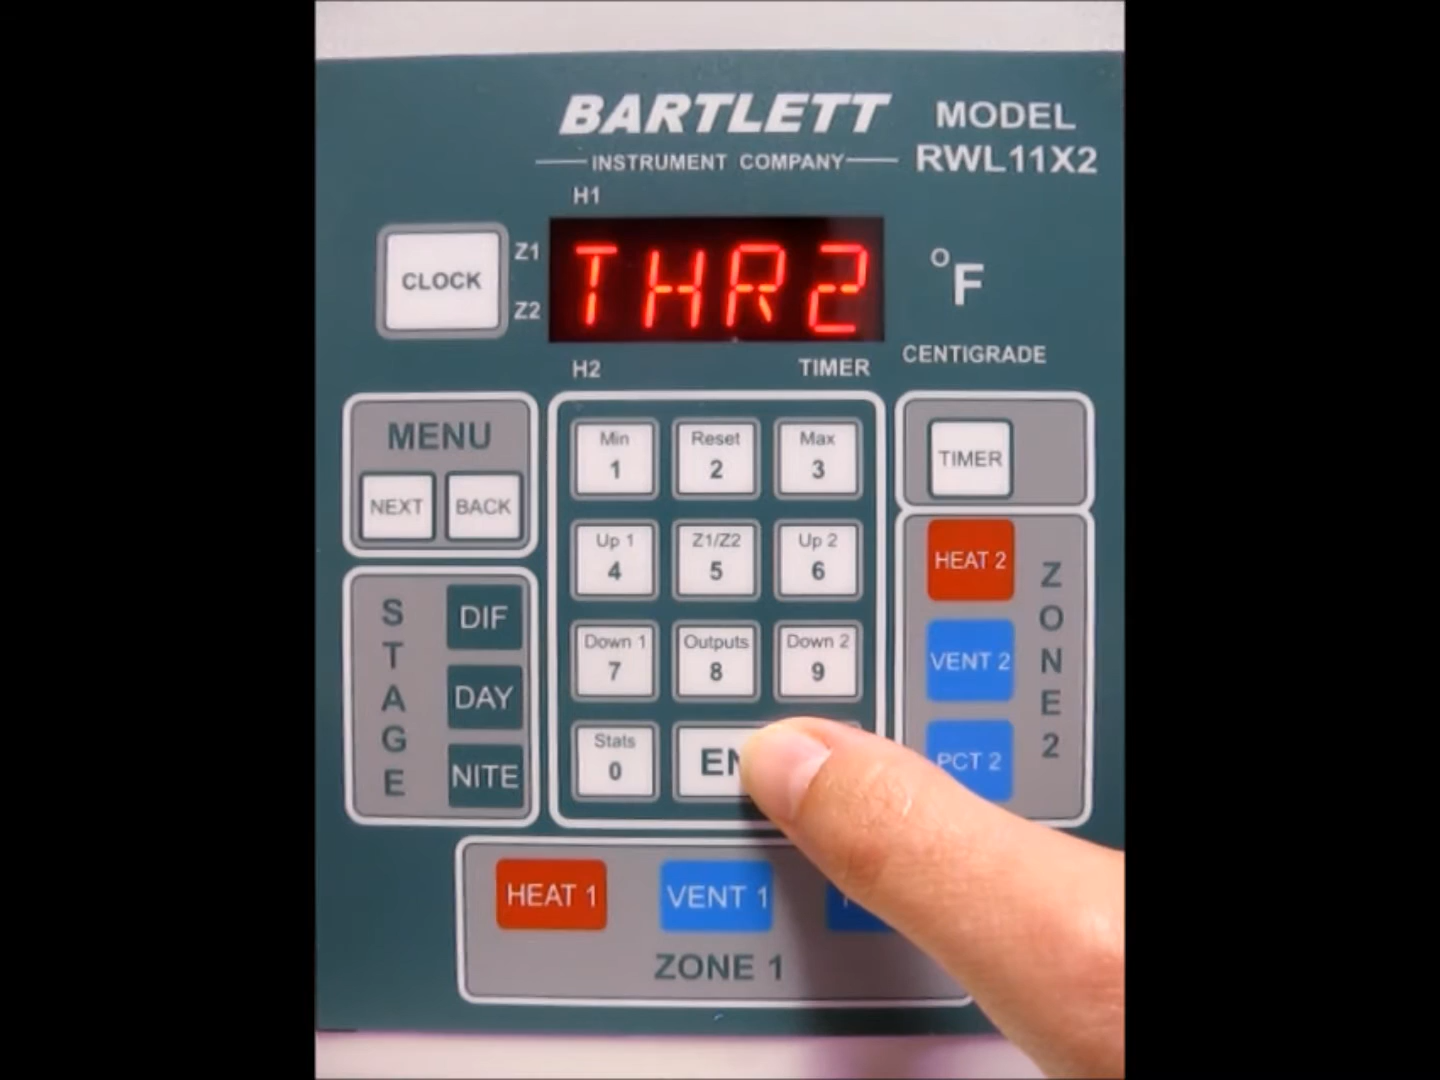 BARTLETT
INSTRUMENT COMPANY
MODEL
RWL11X2
H1
CLOCK
Z1
Z2
THR2
°F
H2
TIMER
CENTIGRADE
MENU
NEXT
BACK
Min
1
Reset
2
Max
3
TIMER
Up 1
4
Z1/Z2
5
Up 2
6
Down 1
7
Outputs
8
Down 2
9
Stats
0
STAGE
DIF
DAY
NITE
HEAT 2
VENT 2
PCT 2
ZONE 2
HEAT 1
VENT 1
ZONE 1